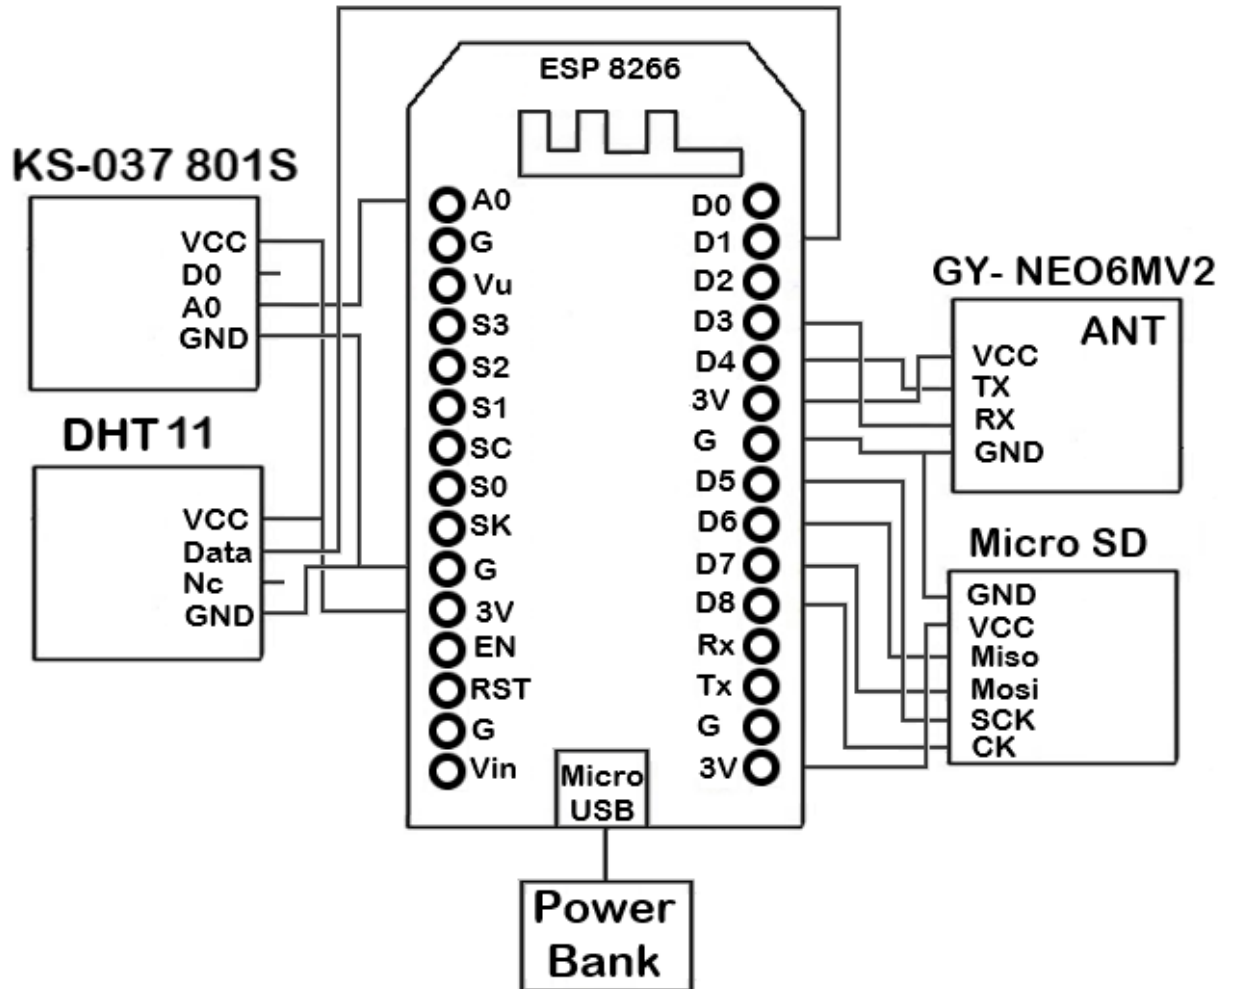 ESP 8266
KS-037 801S
VCC
D0
A0
GND
DHT 11
VCC
Data
Nc
GND
A0
G
Vu
S3
S2
S1
SC
S0
SK
G
3V
EN
RST
G
Vin
D0
D1
D2
D3
D4
3V
G
D5
D6
D7
D8
Rx
Tx
G
3V
GY- NEO6MV2
ANT
VCC
TX
RX
GND
Micro SD
GND
VCC
Miso
Mosi
SCK
CK
Micro
USB
Power
Bank